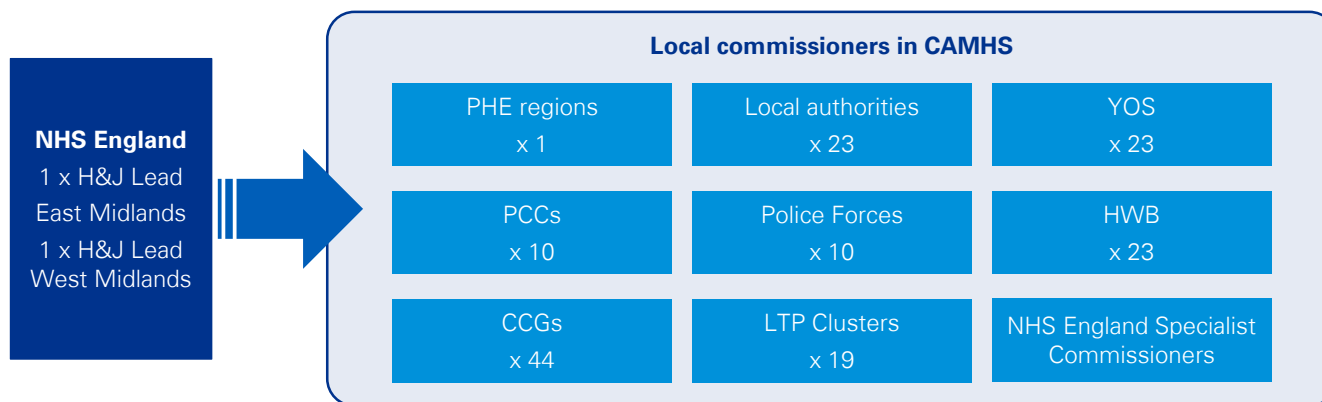 Local commissioners in CAMHS
NHS England
1 x H&J Lead
East Midlands
1 x H&J Lead
West Midlands
PHE regions
x 1
Local authorities
x 23
YOS
x 23
PCCs
x 10
Police Forces
x 10
HWB
x 23
CCGs
x 44
LTP Clusters
x 19
NHS England Specialist
Commissioners